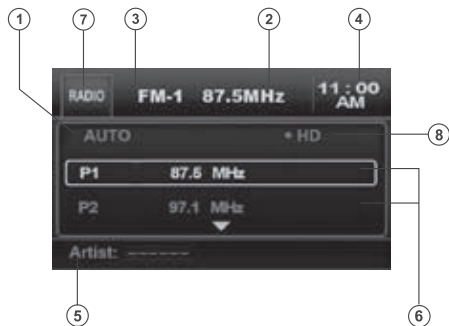 1 3 2 4
7
RADIO FM-1 87.5MHz 11 : 00
AM
AUTO • HD 8
P1 87.5 MHz
P2 97.1 MHz
Artist: ------
5 6